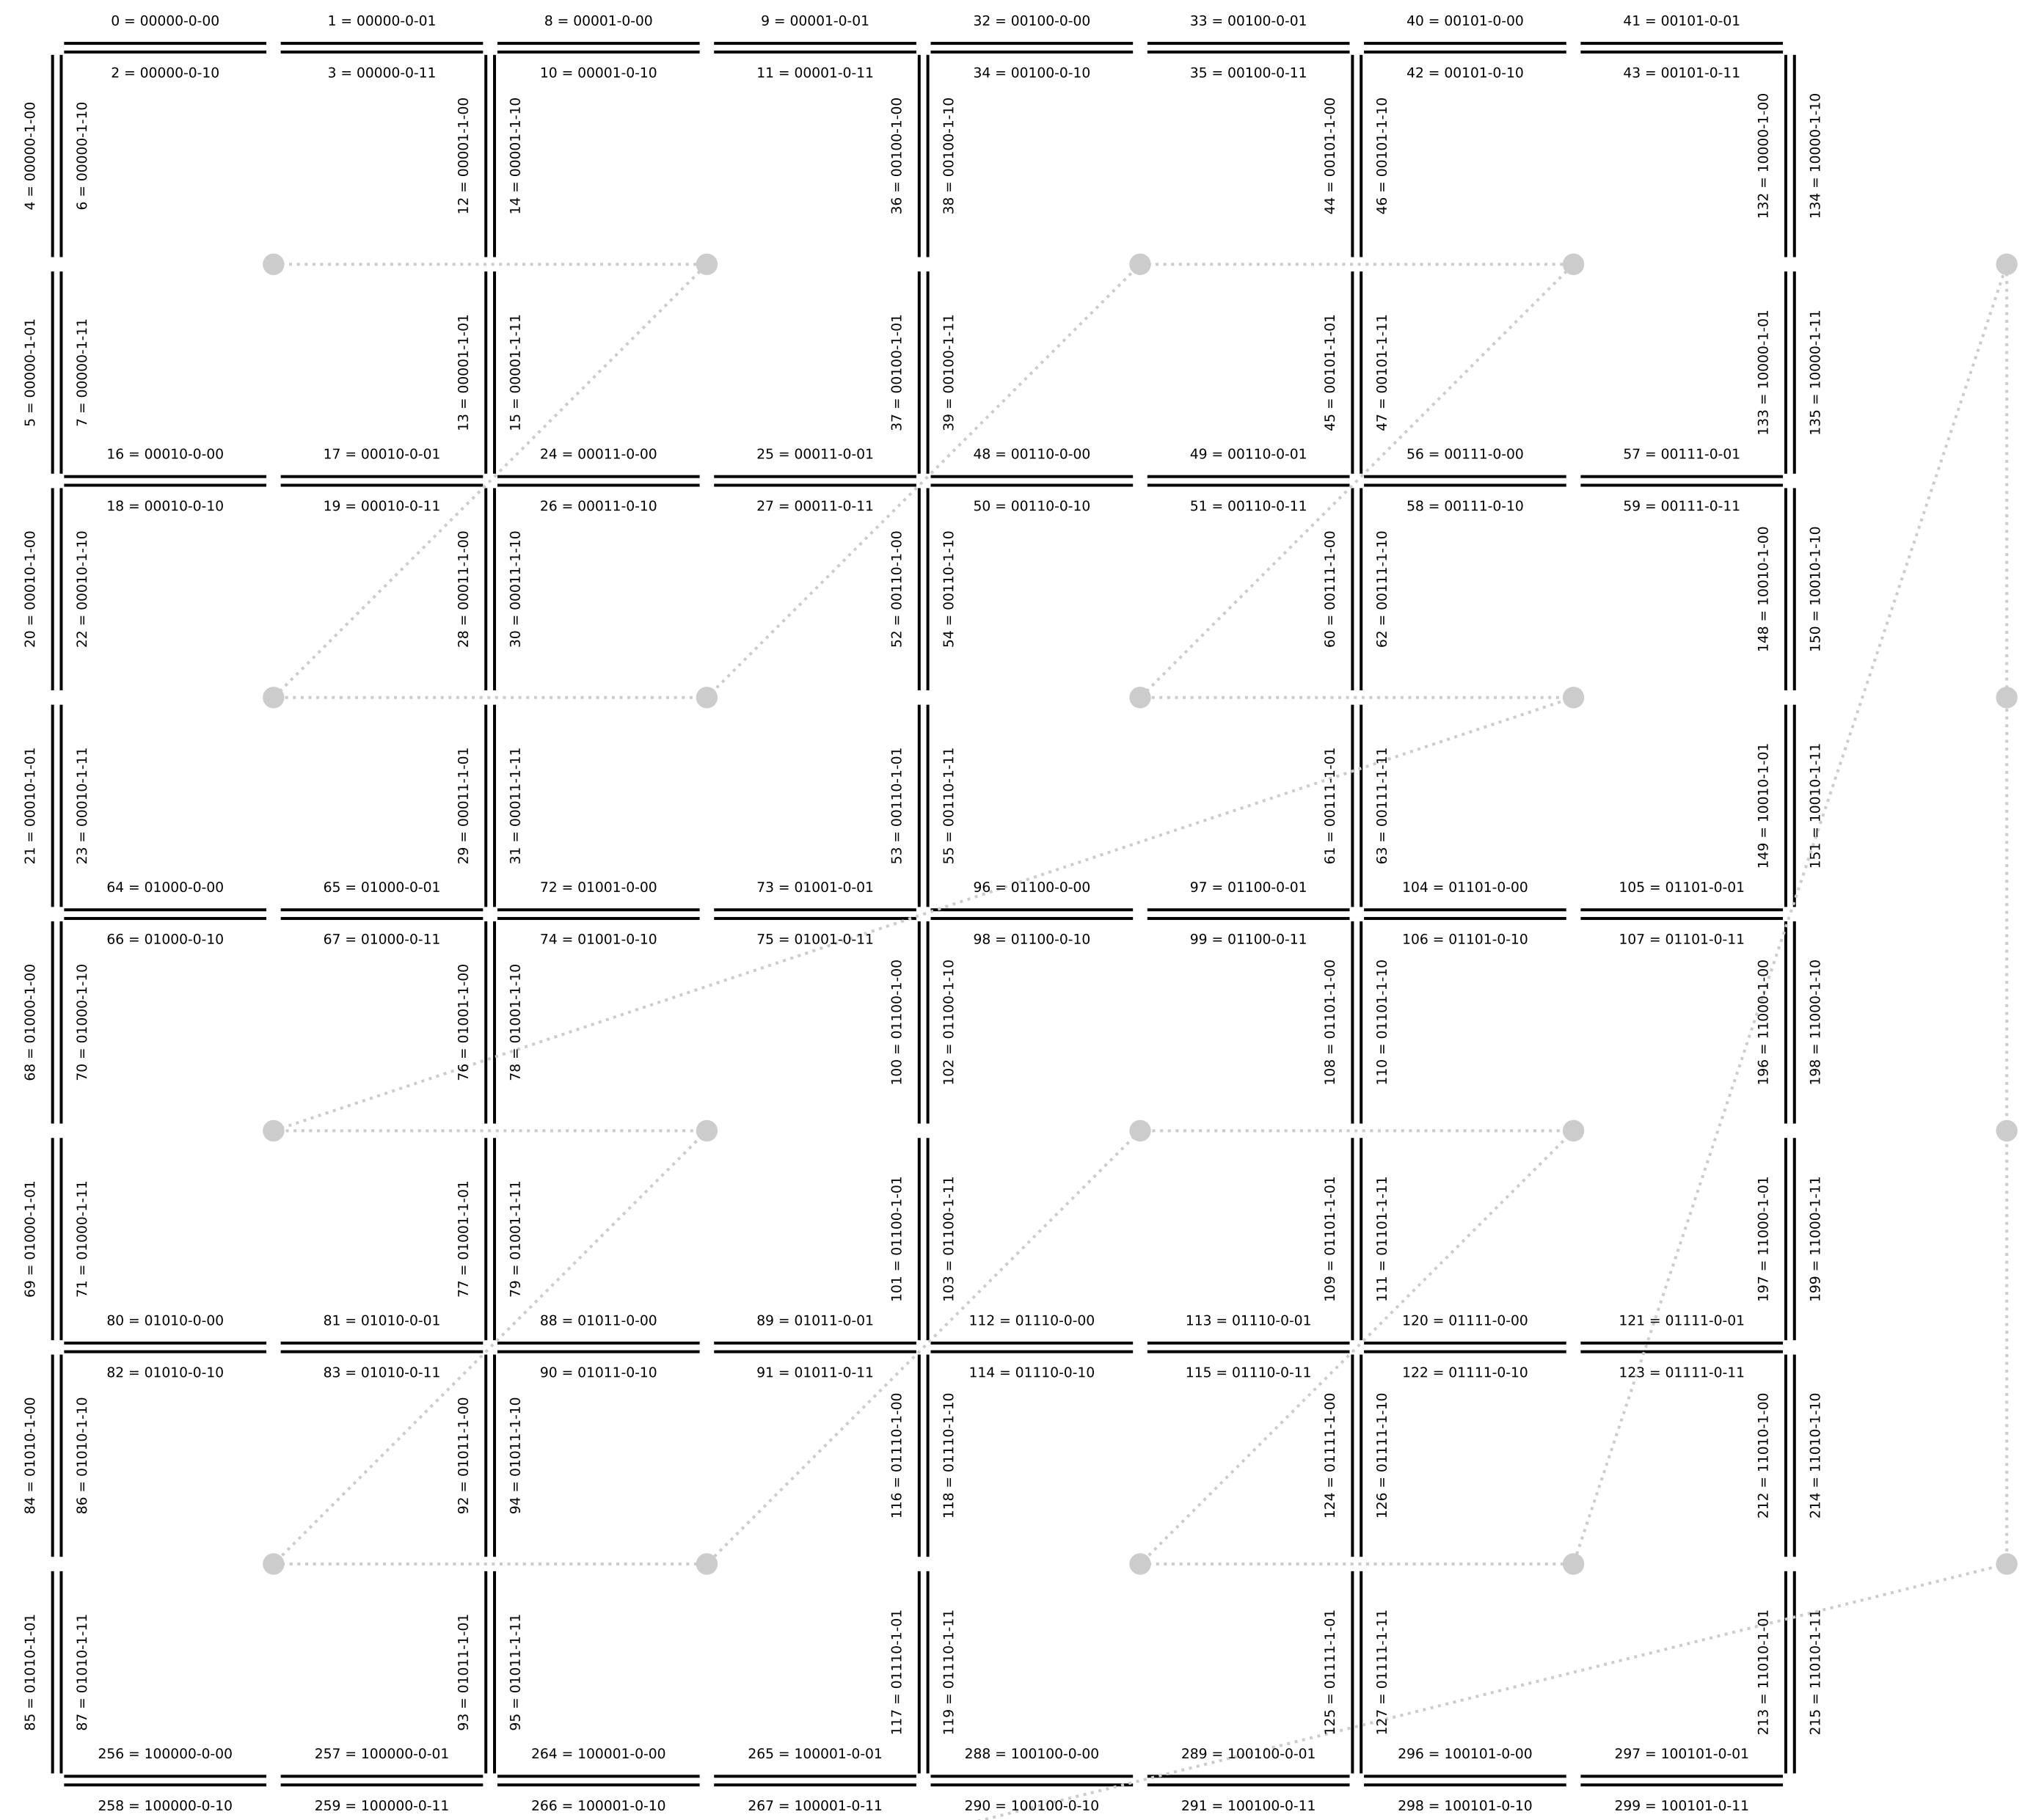 0 = 00000-0-00 1 = 00000-0-01 8 = 00001-0-00 9 = 00001-0-01 32 = 00100-0-00 33 = 00100-0-01 40 = 00101-0-00 41 = 00101-0-01
2 = 00000-0-10 3 = 00000-0-11 10 = 00001-0-10 11 = 00001-0-11 34 = 00100-0-10 35 = 00100-0-11 42 = 00101-0-10 43 = 00101-0-11
4 = 00000-1-00 6 = 00000-1-10 12 = 00001-1-00 14 = 00001-1-10 36 = 00100-1-00 38 = 00100-1-10 44 = 00101-1-00 46 = 00101-1-10 132 = 10000-1-00 134 = 10000-1-10
5 = 00000-1-01 7 = 00000-1-11 13 = 00001-1-01 15 = 00001-1-11 37 = 00100-1-01 39 = 00100-1-11 45 = 00101-1-01 47 = 00101-1-11 133 = 10000-1-01 135 = 10000-1-11
16 = 00010-0-00 17 = 00010-0-01 24 = 00011-0-00 25 = 00011-0-01 48 = 00110-0-00 49 = 00110-0-01 56 = 00111-0-00 57 = 00111-0-01
18 = 00010-0-10 19 = 00010-0-11 26 = 00011-0-10 27 = 00011-0-11 50 = 00110-0-10 51 = 00110-0-11 58 = 00111-0-10 59 = 00111-0-11
20 = 00010-1-00 22 = 00010-1-10 28 = 00011-1-00 30 = 00011-1-10 52 = 00110-1-00 54 = 00110-1-10 60 = 00111-1-00 62 = 00111-1-10 148 = 10010-1-00 150 = 10010-1-10
21 = 00010-1-01 23 = 00010-1-11 29 = 00011-1-01 31 = 00011-1-11 53 = 00110-1-01 55 = 00110-1-11 61 = 00111-1-01 63 = 00111-1-11 149 = 10010-1-01 151 = 10010-1-11
64 = 01000-0-00 65 = 01000-0-01 72 = 01001-0-00 73 = 01001-0-01 96 = 01100-0-00 97 = 01100-0-01 104 = 01101-0-00 105 = 01101-0-01
66 = 01000-0-10 67 = 01000-0-11 74 = 01001-0-10 75 = 01001-0-11 98 = 01100-0-10 99 = 01100-0-11 106 = 01101-0-10 107 = 01101-0-11
68 = 01000-1-00 70 = 01000-1-10 76 = 01001-1-00 78 = 01001-1-10 100 = 01100-1-00 102 = 01100-1-10 108 = 01101-1-00 110 = 01101-1-10 196 = 11000-1-00 198 = 11000-1-10
69 = 01000-1-01 71 = 01000-1-11 77 = 01001-1-01 79 = 01001-1-11 101 = 01100-1-01 103 = 01100-1-11 109 = 01101-1-01 111 = 01101-1-11 197 = 11000-1-01 199 = 11000-1-11
80 = 01010-0-00 81 = 01010-0-01 88 = 01011-0-00 89 = 01011-0-01 112 = 01110-0-00 113 = 01110-0-01 120 = 01111-0-00 121 = 01111-0-01
82 = 01010-0-10 83 = 01010-0-11 90 = 01011-0-10 91 = 01011-0-11 114 = 01110-0-10 115 = 01110-0-11 122 = 01111-0-10 123 = 01111-0-11
84 = 01010-1-00 86 = 01010-1-10 92 = 01011-1-00 94 = 01011-1-10 116 = 01110-1-00 118 = 01110-1-10 124 = 01111-1-00 126 = 01111-1-10 212 = 11010-1-00 214 = 11010-1-10
85 = 01010-1-01 87 = 01010-1-11 93 = 01011-1-01 95 = 01011-1-11 117 = 01110-1-01 119 = 01110-1-11 125 = 01111-1-01 127 = 01111-1-11 213 = 11010-1-01 215 = 11010-1-11
256 = 100000-0-00 257 = 100000-0-01 264 = 100001-0-00 265 = 100001-0-01 288 = 100100-0-00 289 = 100100-0-01 296 = 100101-0-00 297 = 100101-0-01
258 = 100000-0-10 259 = 100000-0-11 266 = 100001-0-10 267 = 100001-0-11 290 = 100100-0-10 291 = 100100-0-11 298 = 100101-0-10 299 = 100101-0-11